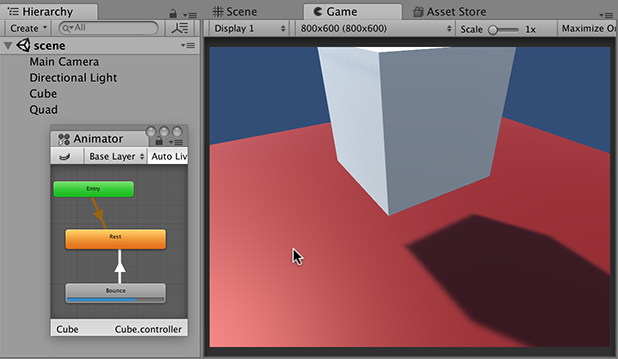 Hierarchy
Create
All
scene
Main Camera
Directional Light
Cube
Quad
Animator
Base Layer
Auto Liv
Entry
Rest
Bounce
Cube
Cube.controller
Scene
Game
Asset Store
Display 1
800x600 (800x600)
Scale
1x
Maximize On